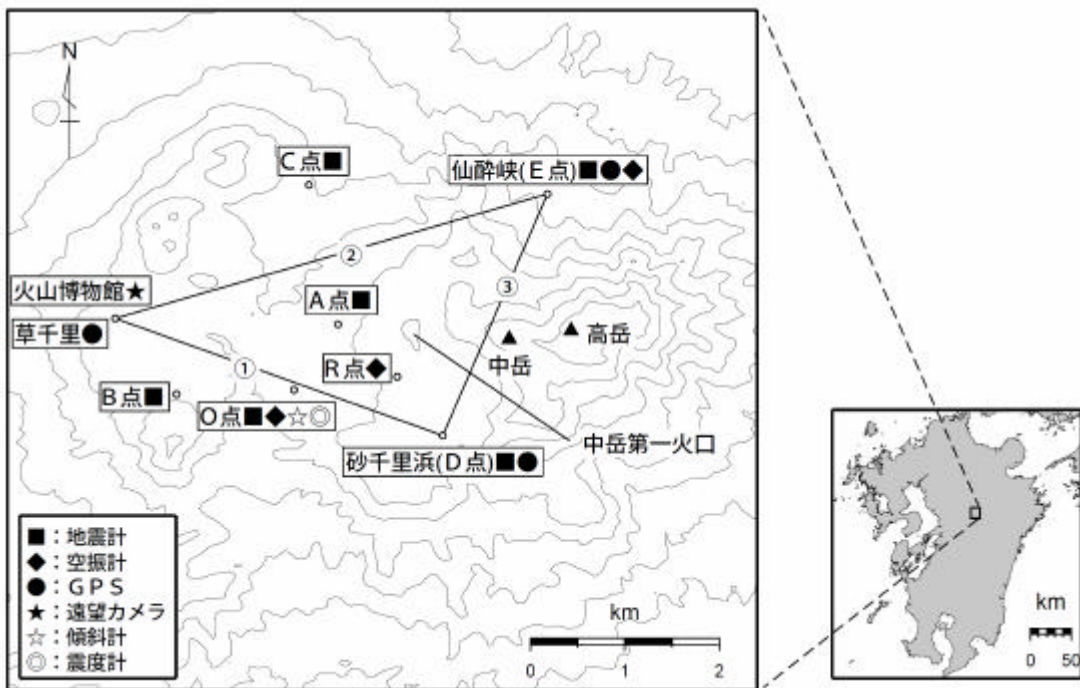 N
C点■
仙酔峡(E点)■●◆
②
火山博物館★
③
A点■
草千里●
高岳
中岳
①
R点◆
B点■
O点■◆☆◎
中岳第一火口
砂千里浜(D点)■●
■：地震計
◆：空振計
●：GPS
★：遠望カメラ
☆：傾斜計
◎：震度計
km
0 1 2
km
0 50